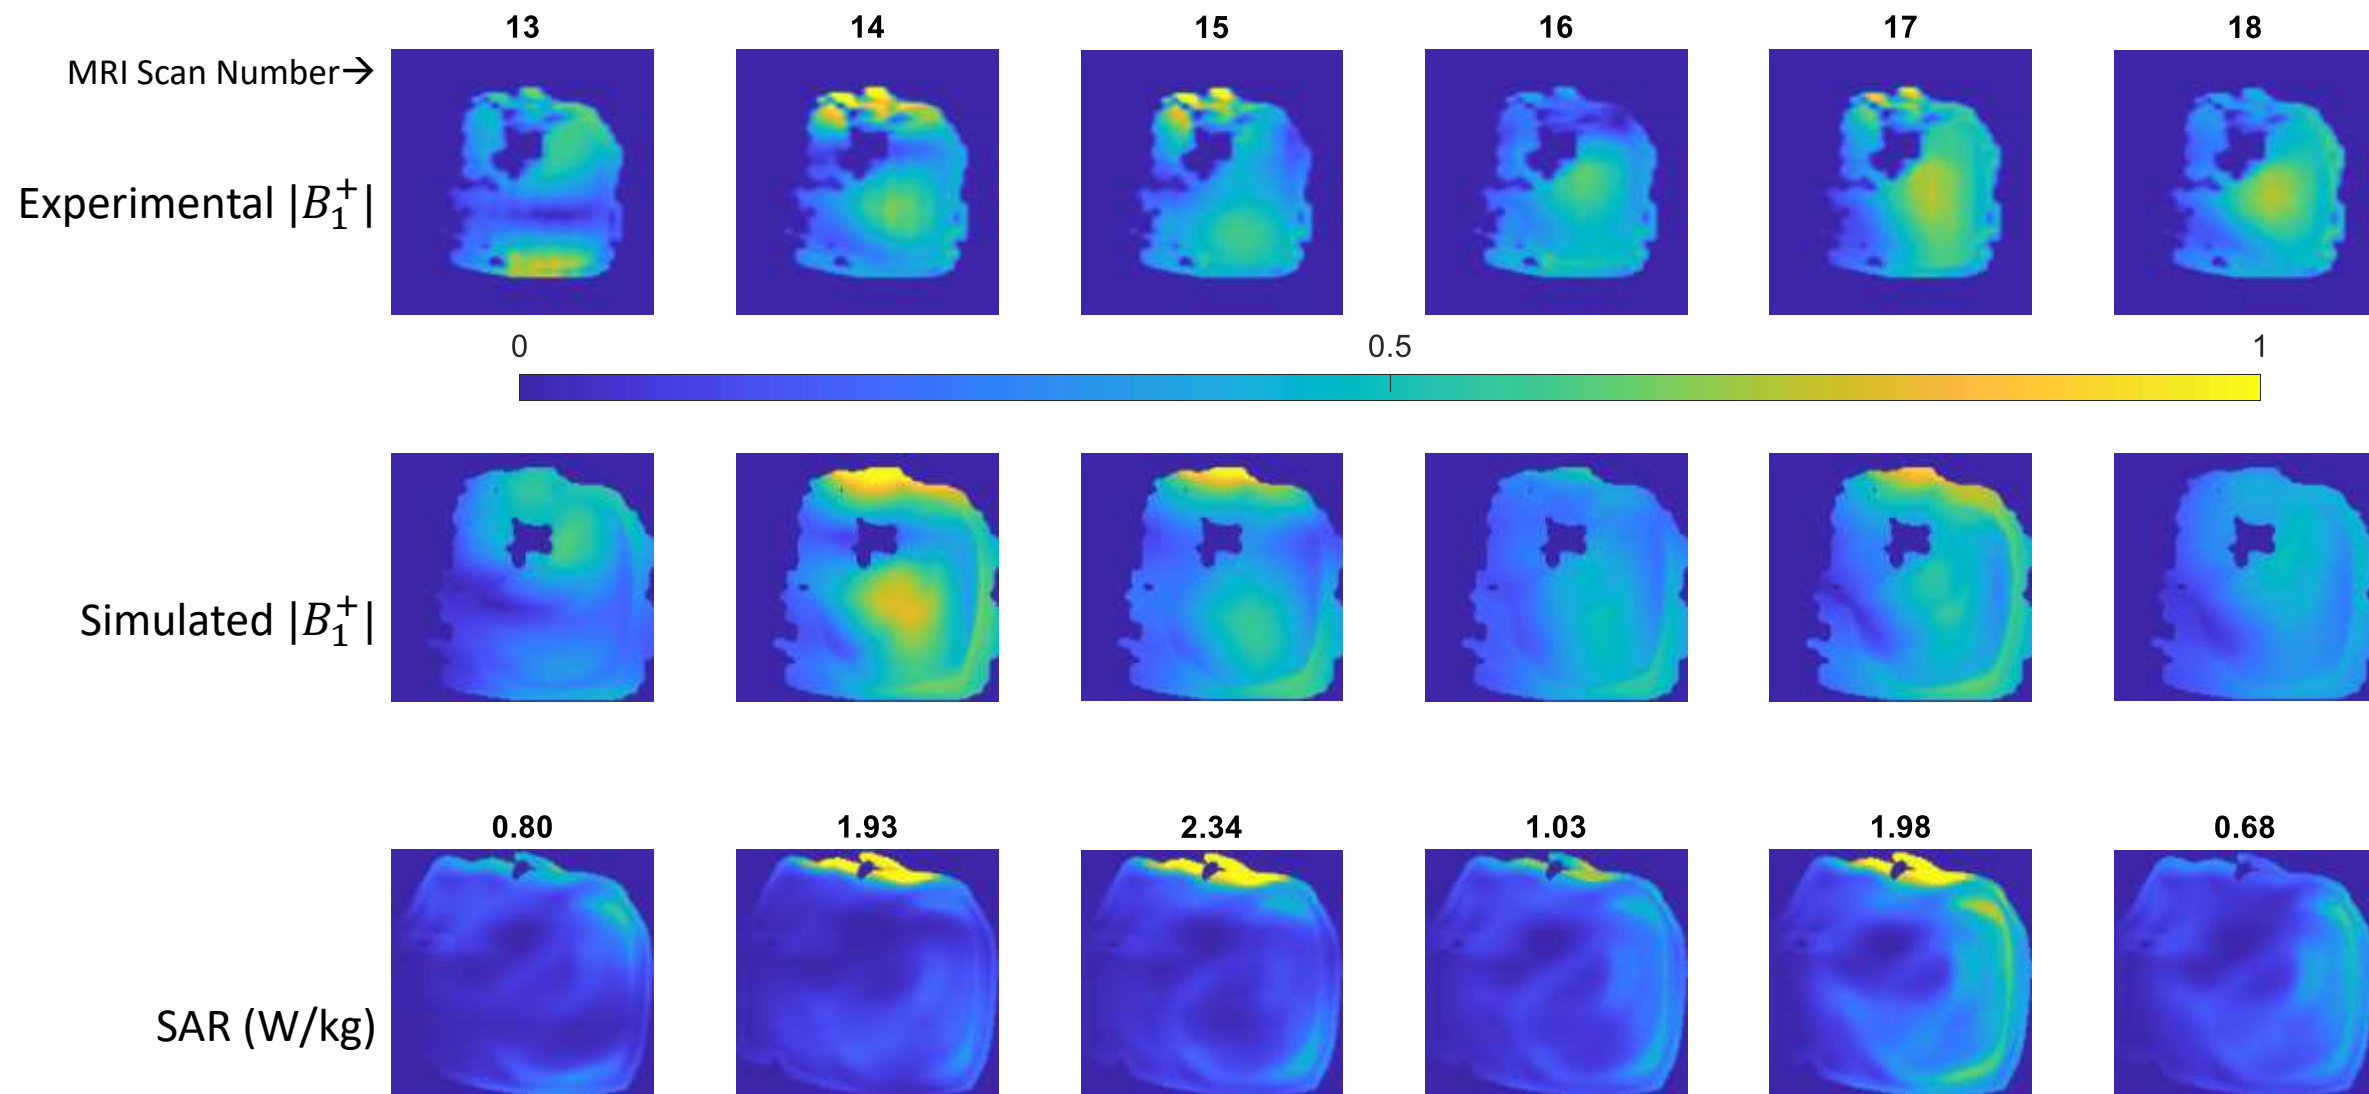 13 14 15 16 17 18
MRI Scan Number→
Experimental |B₁⁺|
0 0.5 1
Simulated |B₁⁺|
0.80 1.93 2.34 1.03 1.98 0.68
SAR (W/kg)